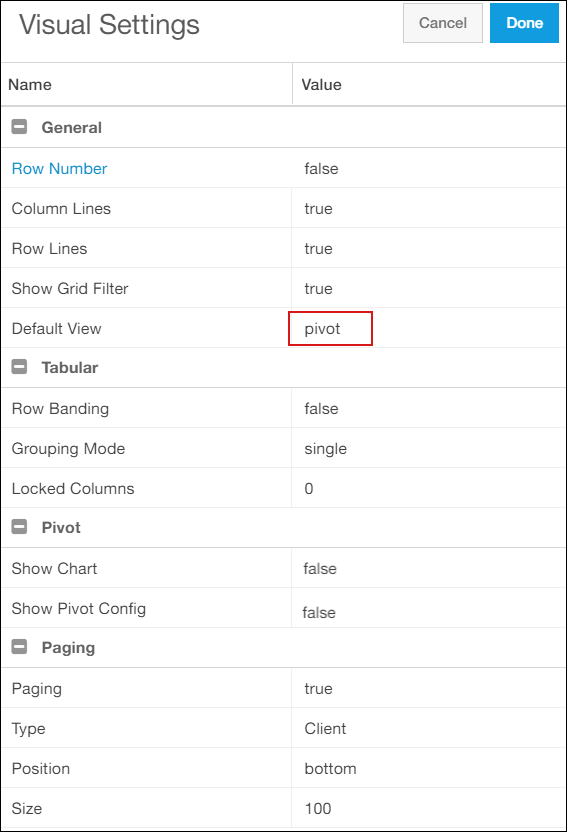 Visual Settings Cancel Done
Name Value
General
Row Number false
Column Lines true
Row Lines true
Show Grid Filter true
Default View pivot
Tabular
Row Banding false
Grouping Mode single
Locked Columns 0
Pivot
Show Chart false
Show Pivot Config false
Paging
Paging true
Type Client
Position bottom
Size 100